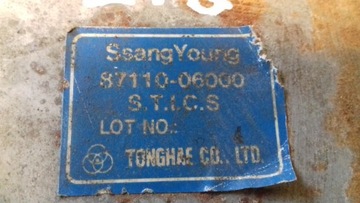 SsangYoung
87110-06000
S.T.I.C.S
LOT NO.:
TONGHAE CO., LTD.